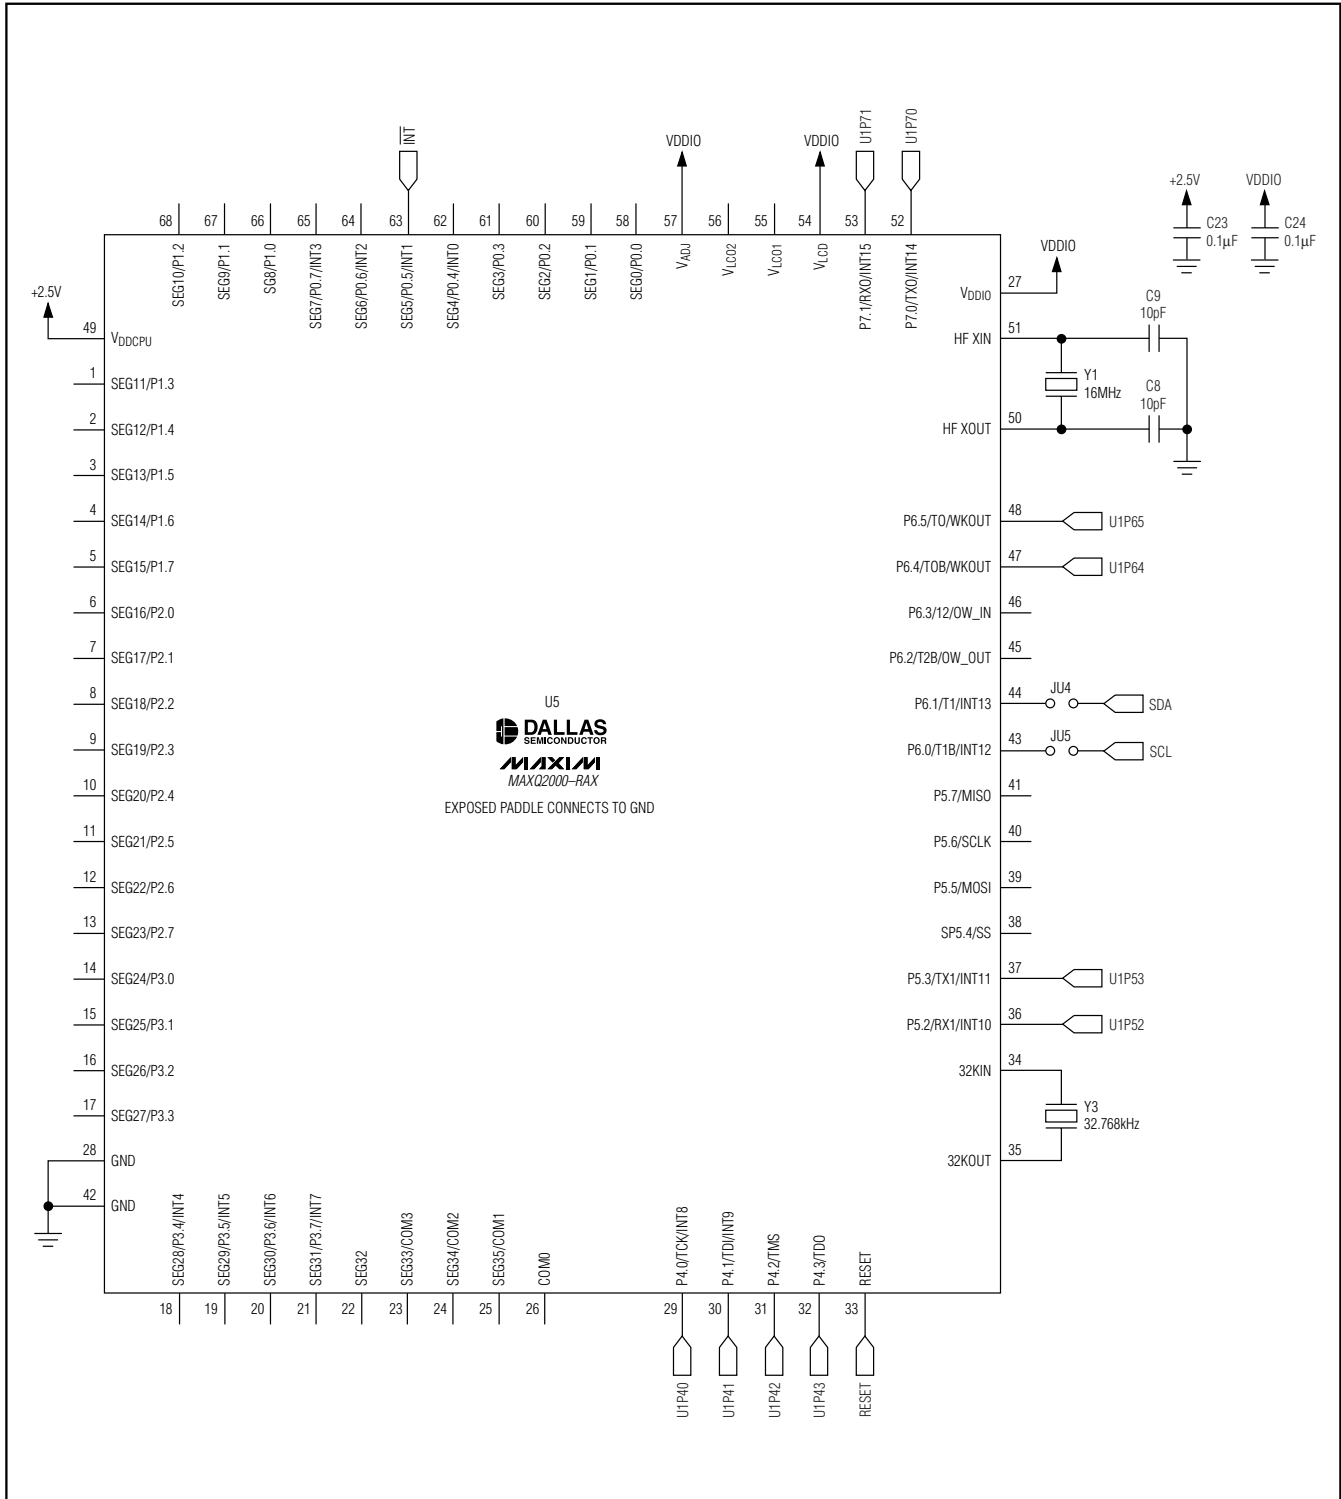 INT
U1P71
U1P70
VDDIO
VDDIO
+2.5V
VDDIO
C23
0.1µF
C24
0.1µF
68 67 66 65 64 63 62 61 60 59 58 57 56 55 54 53 52
SEG10/P1.2
SEG9/P1.1
SG8/P1.0
SEG7/P0.7/INT3
SEG6/P0.6/INT2
SEG5/P0.5/INT1
SEG4/P0.4/INT0
SEG3/P0.3
SEG2/P0.2
SEG1/P0.1
SEG0/P0.0
VADJ
VLCO2
VLCO1
VLCD
P7.1/RXO/INT15
P7.0/TXO/INT14
+2.5V
49 VDDCPU
1 SEG11/P1.3
2 SEG12/P1.4
3 SEG13/P1.5
4 SEG14/P1.6
5 SEG15/P1.7
6 SEG16/P2.0
7 SEG17/P2.1
8 SEG18/P2.2
9 SEG19/P2.3
10 SEG20/P2.4
11 SEG21/P2.5
12 SEG22/P2.6
13 SEG23/P2.7
14 SEG24/P3.0
15 SEG25/P3.1
16 SEG26/P3.2
17 SEG27/P3.3
28 GND
42 GND
U5
DALLAS
SEMICONDUCTOR
MAXIM
MAXQ2000–RAX
EXPOSED PADDLE CONNECTS TO GND
VDDIO
VDDIO 27
HF XIN 51
C9
10pF
Y1
16MHz
C8
10pF
HF XOUT 50
P6.5/TO/WKOUT 48 U1P65
P6.4/TOB/WKOUT 47 U1P64
P6.3/12/OW_IN 46
P6.2/T2B/OW_OUT 45
P6.1/T1/INT13 44 JU4 SDA
P6.0/T1B/INT12 43 JU5 SCL
P5.7/MISO 41
P5.6/SCLK 40
P5.5/MOSI 39
SP5.4/SS 38
P5.3/TX1/INT11 37 U1P53
P5.2/RX1/INT10 36 U1P52
32KIN 34
Y3
32.768kHz
32KOUT 35
SEG28/P3.4/INT4
SEG29/P3.5/INT5
SEG30/P3.6/INT6
SEG31/P3.7/INT7
SEG32
SEG33/COM3
SEG34/COM2
SEG35/COM1
COM0
P4.0/TCK/INT8
P4.1/TDI/INT9
P4.2/TMS
P4.3/TDO
RESET
18 19 20 21 22 23 24 25 26 29 30 31 32 33
U1P40
U1P41
U1P42
U1P43
RESET